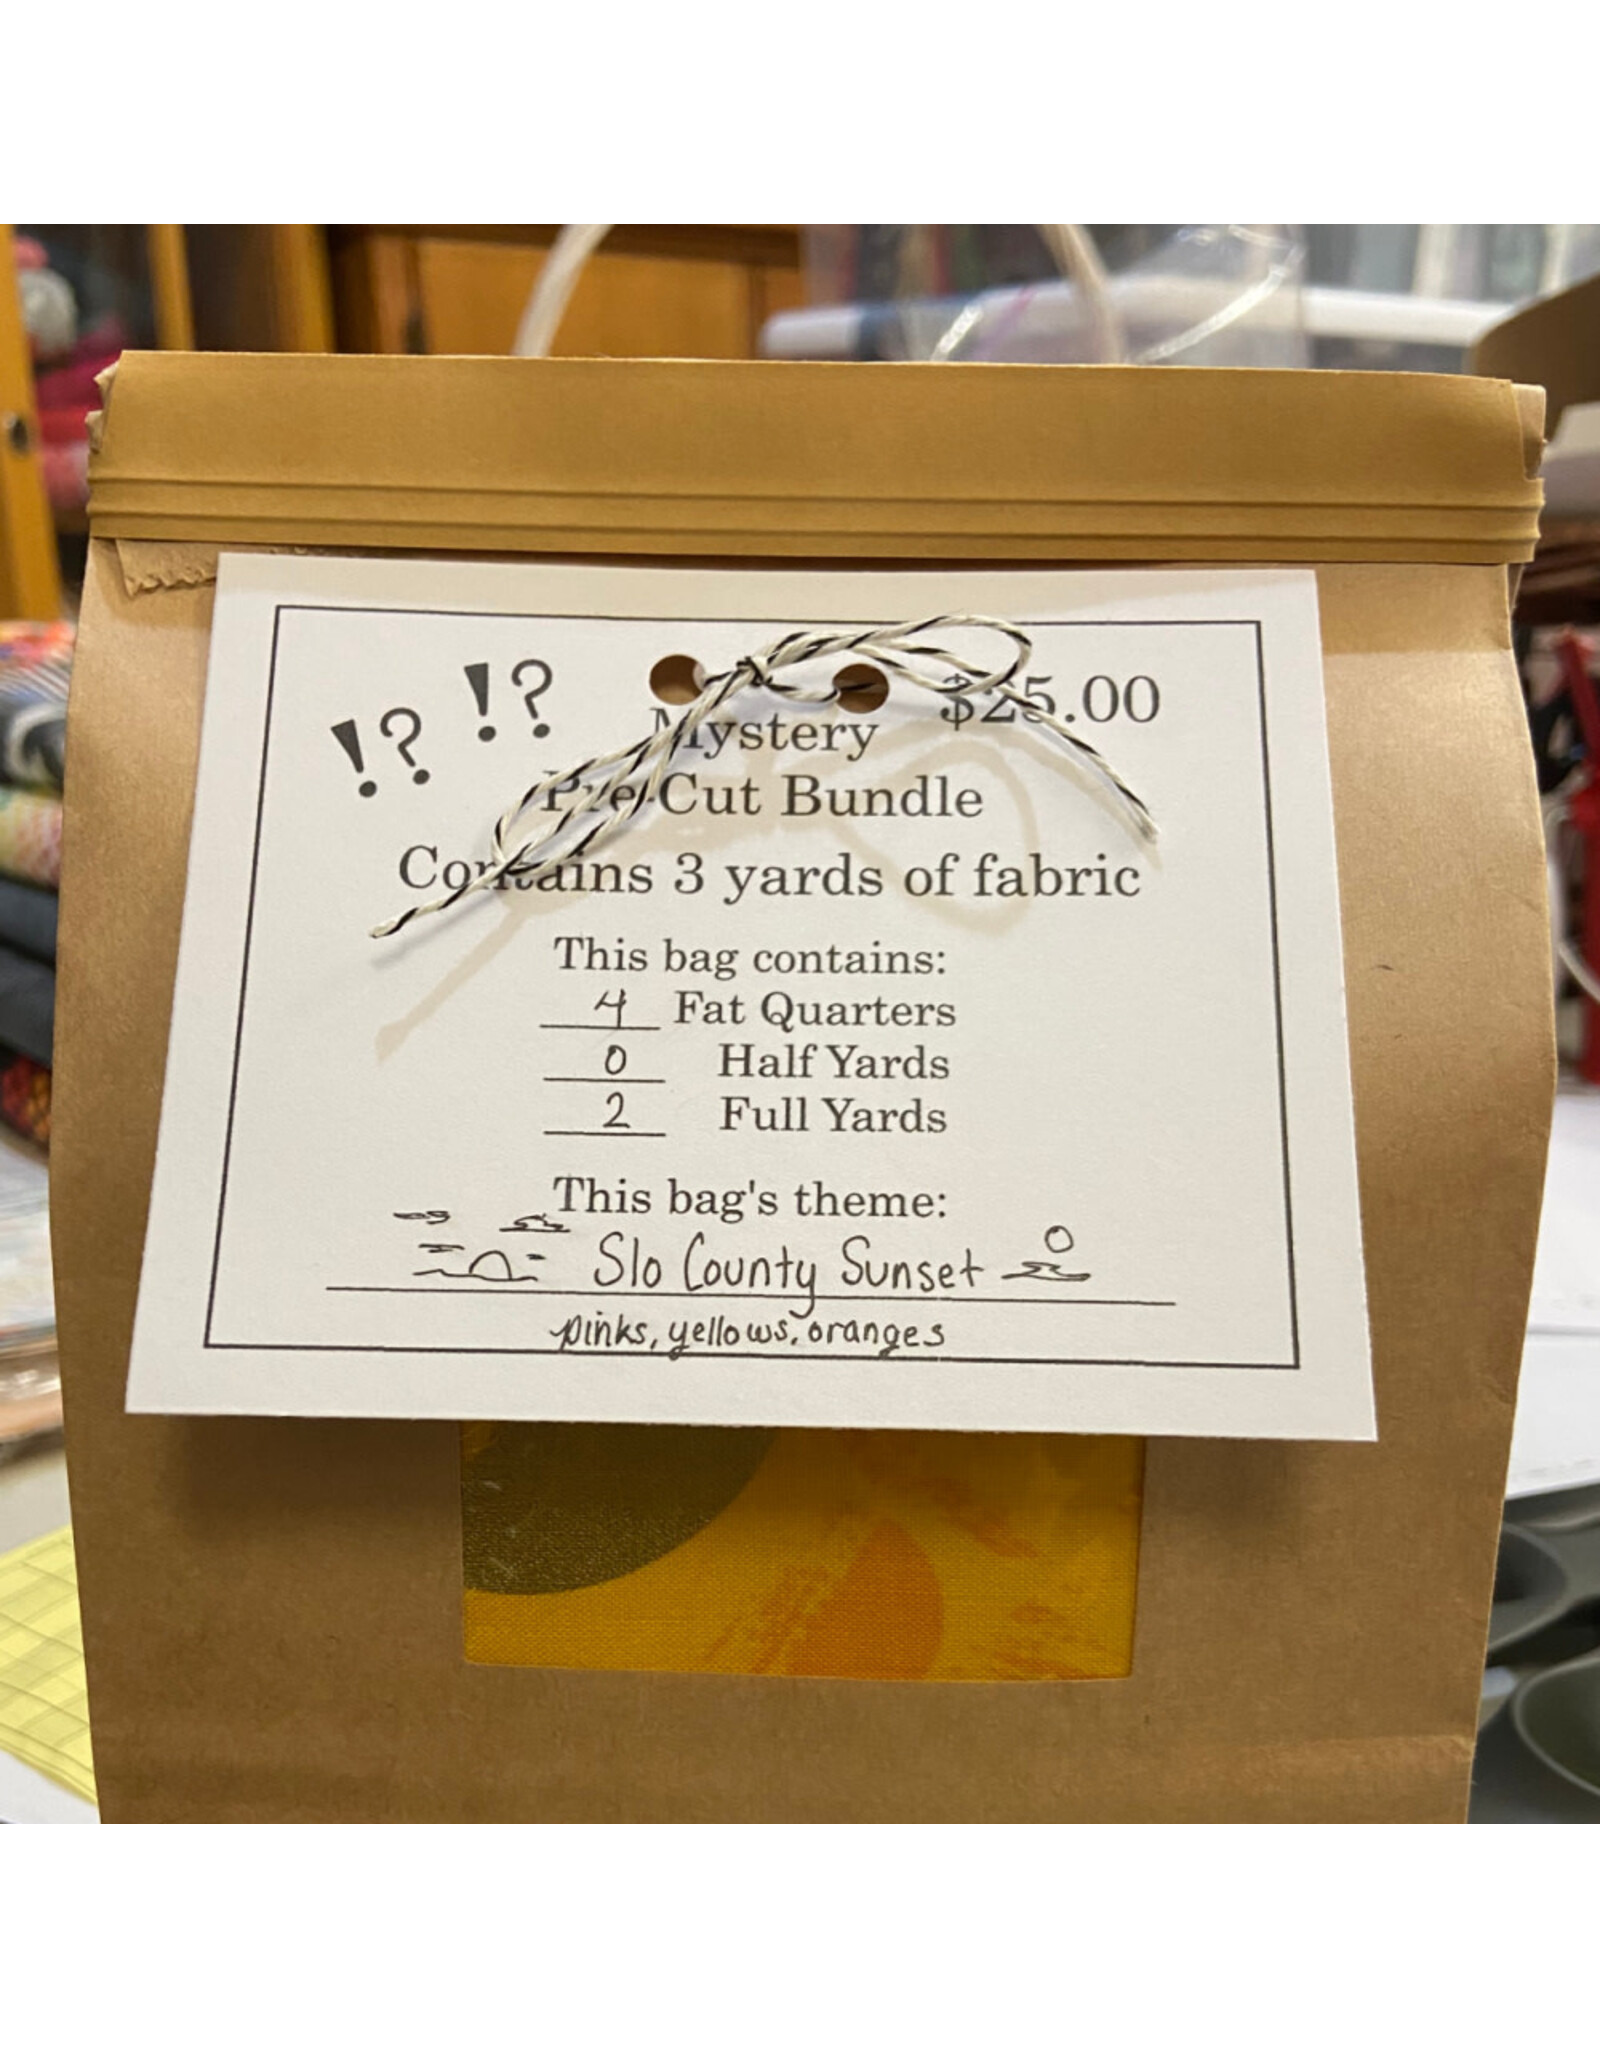 !? !?
$25.00
Mystery
Pre-Cut Bundle
Contains 3 yards of fabric
This bag contains:
4 Fat Quarters
0 Half Yards
2 Full Yards
This bag's theme:
Slo County Sunset
pinks, yellows, oranges